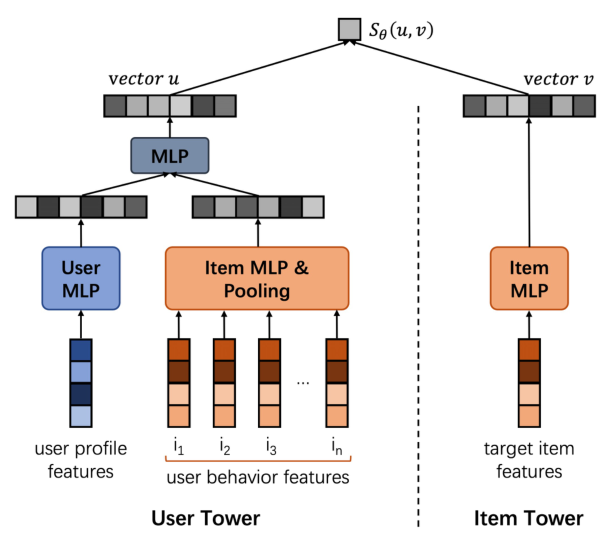 Sθ(u, v)
vector u
vector v
MLP
User
MLP
Item MLP &
Pooling
Item
MLP
...
i1
i2
i3
in
user profile
features
user behavior features
target item
features
User Tower
Item Tower